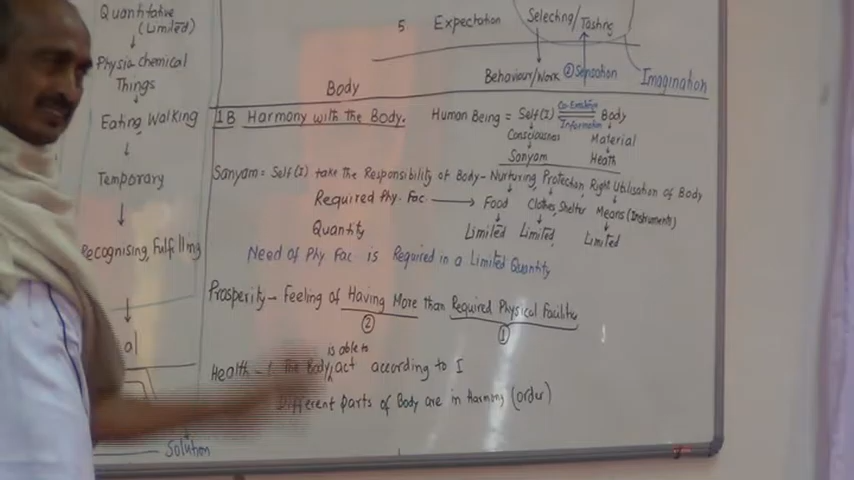 Quantitative
(Limited)
Physio chemical
Things
Eating Walking
Temporary
Recognising, Fulfilling
Solution
5 Expectation Selecting/Tasting
Body Behaviour/Work ② Sensation Imagination
1B Harmony with the Body. Human Being = Self(I) Co-Existence Body
Information
Consciousness Material
Sanyam Heath
Sanyam = Self(I) take the Responsibility of Body - Nurturing, Protection Right Utilisation of Body
Required Phy. Fac → Food Clothes, Shelter Means (Instruments)
Quantity Limited Limited Limited
Need of Phy. Fac is Required in a Limited Quantity
Prosperity - Feeling of Having More than Required Physical Facilities
② ①
is able to
Health - The Body act according to I
Different parts of Body are in Harmony (order)